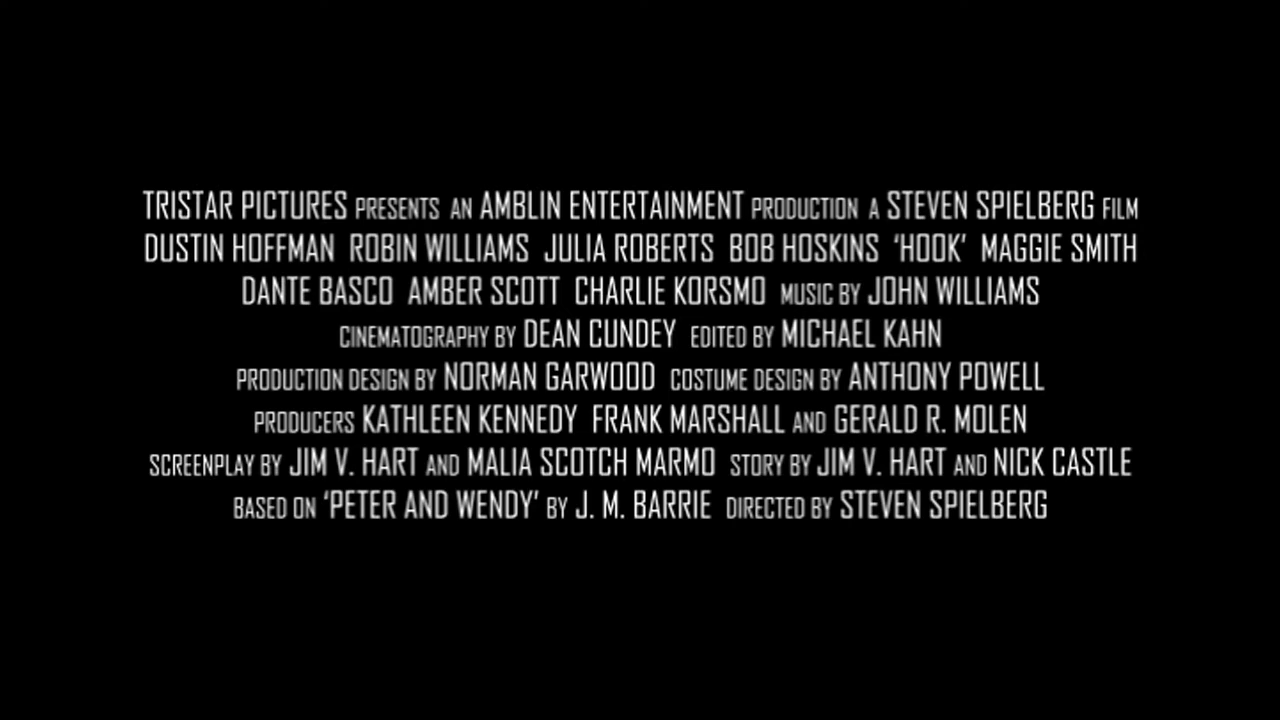 TRISTAR PICTURES PRESENTS AN AMBLIN ENTERTAINMENT PRODUCTION A STEVEN SPIELBERG FILM
DUSTIN HOFFMAN ROBIN WILLIAMS JULIA ROBERTS BOB HOSKINS ‘HOOK’ MAGGIE SMITH
DANTE BASCO AMBER SCOTT CHARLIE KORSMO MUSIC BY JOHN WILLIAMS
CINEMATOGRAPHY BY DEAN CUNDEY EDITED BY MICHAEL KAHN
PRODUCTION DESIGN BY NORMAN GARWOOD COSTUME DESIGN BY ANTHONY POWELL
PRODUCERS KATHLEEN KENNEDY FRANK MARSHALL AND GERALD R. MOLEN
SCREENPLAY BY JIM V. HART AND MALIA SCOTCH MARMO STORY BY JIM V. HART AND NICK CASTLE
BASED ON ‘PETER AND WENDY’ BY J. M. BARRIE DIRECTED BY STEVEN SPIELBERG